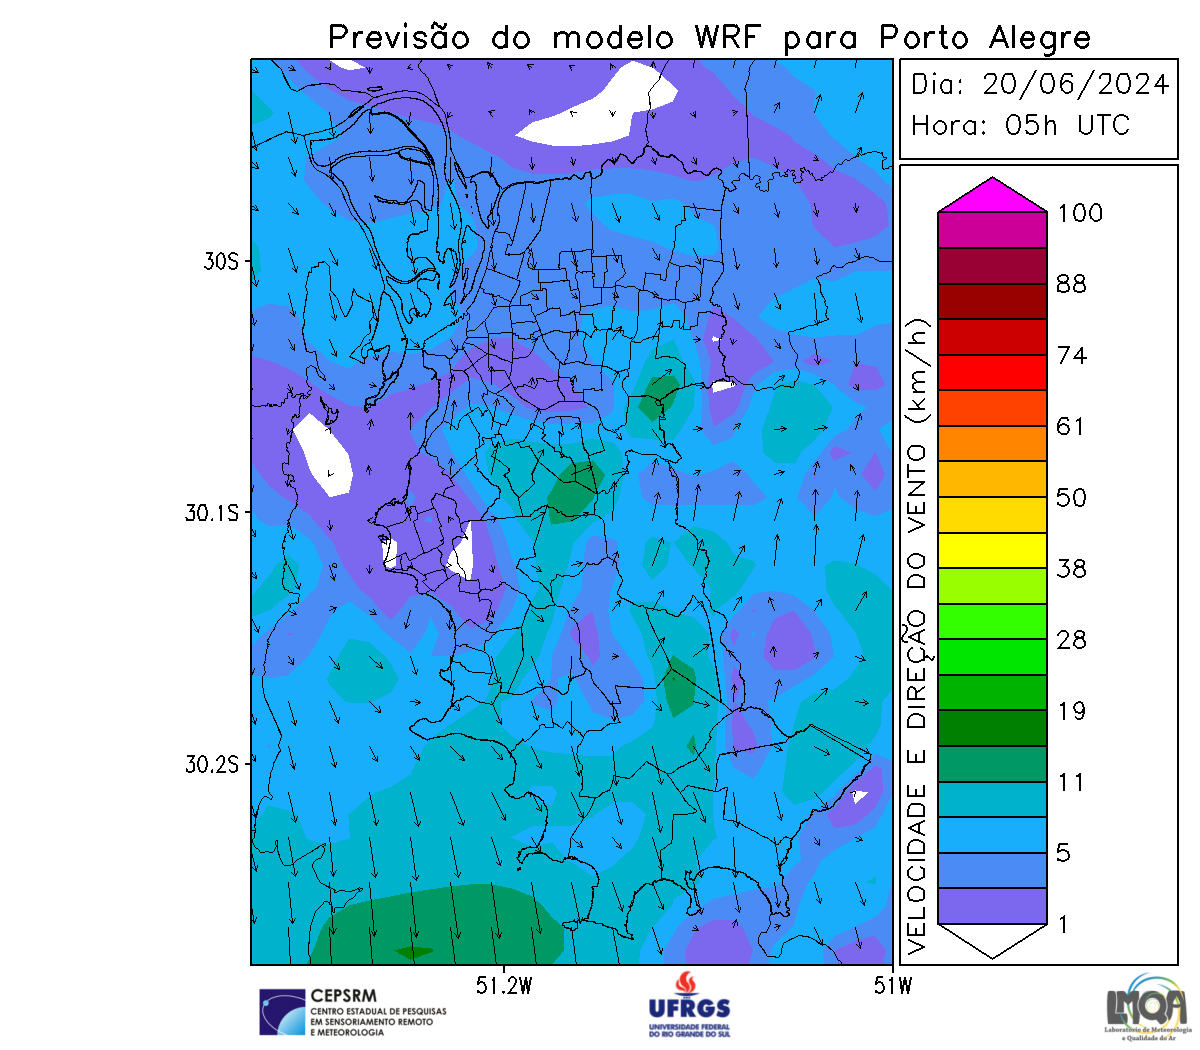 Previsão do modelo WRF para Porto Alegre
Dia: 20/06/2024
Hora: 05h UTC
30S
30.1S
30.2S
51.2W
51W
VELOCIDADE E DIREÇÃO DO VENTO (km/h)
100
88
74
61
50
38
28
19
11
5
1
CEPSRM
CENTRO ESTADUAL DE PESQUISAS
EM SENSORIAMENTO REMOTO
E METEOROLOGIA
UFRGS
UNIVERSIDADE FEDERAL
DO RIO GRANDE DO SUL
LMQA
Laboratório de Meteorologia
e Qualidade do Ar